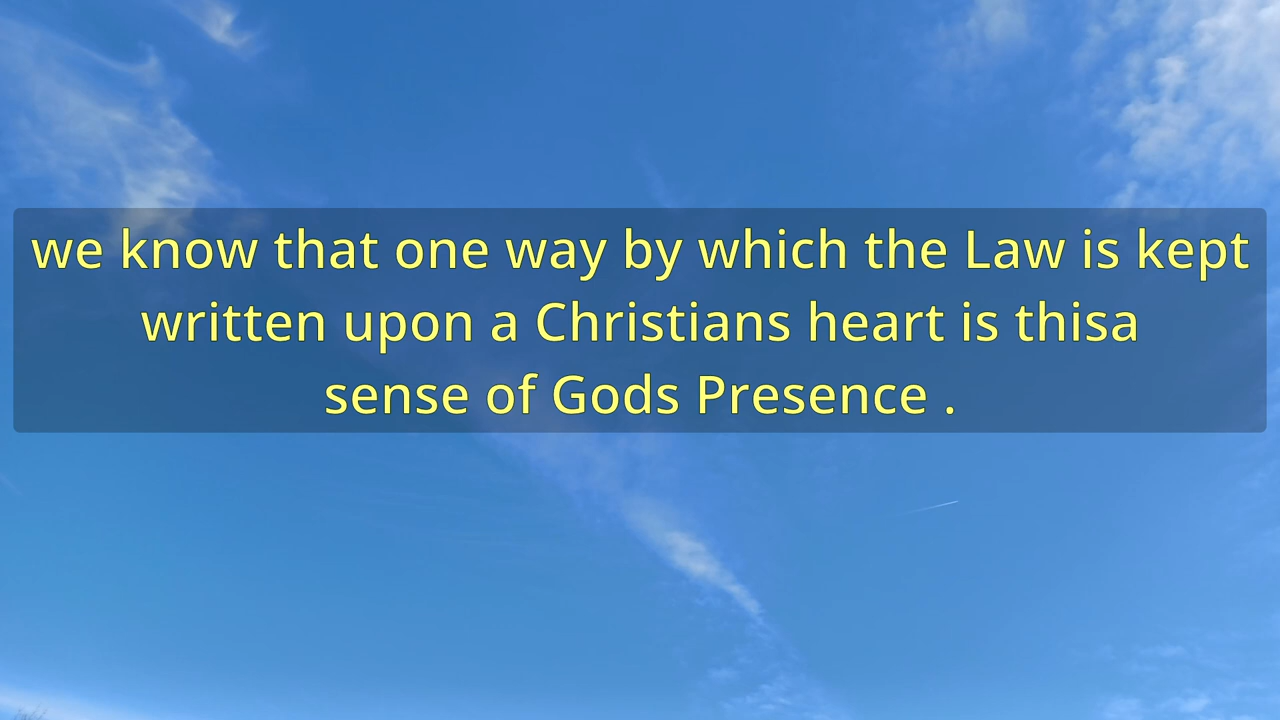 we know that one way by which the Law is kept
written upon a Christians heart is thisa
sense of Gods Presence .